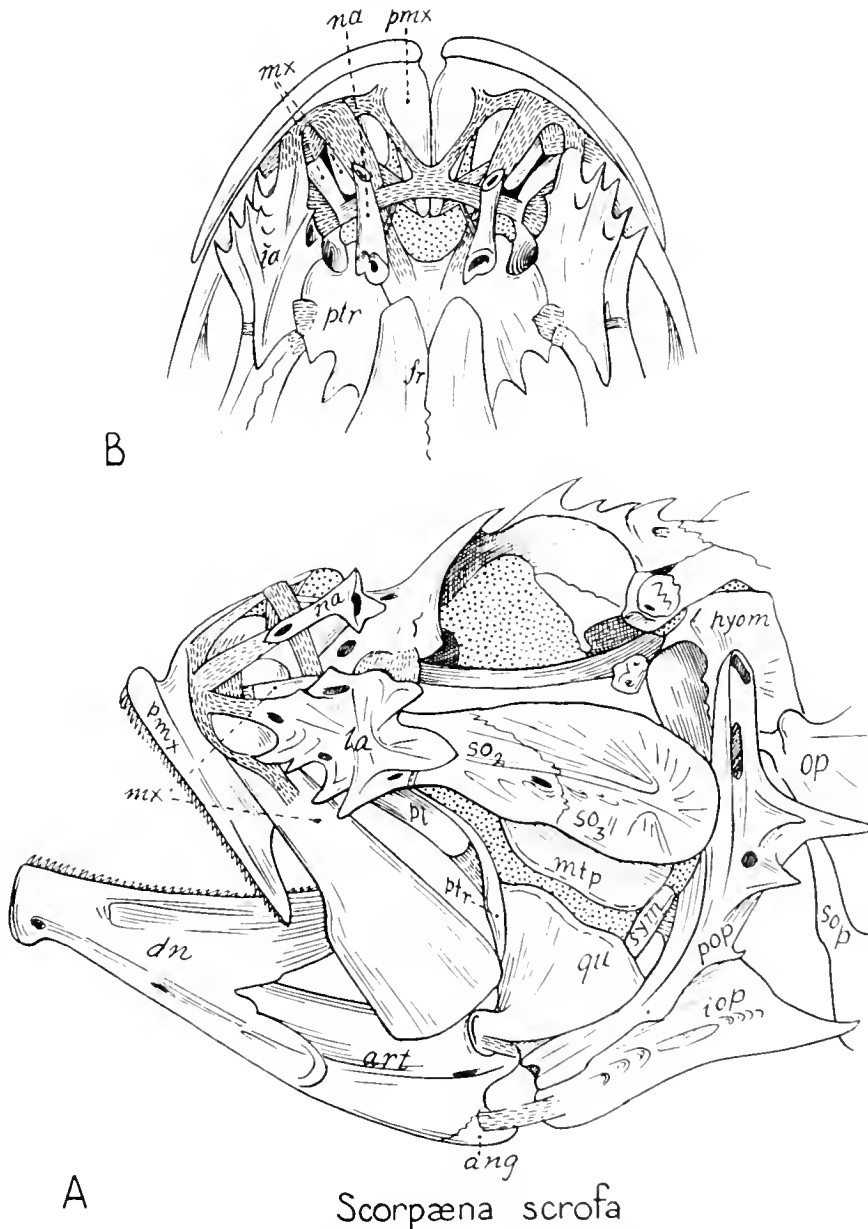 na pmx
mx
ia
ptr
fr
B
na
hyom
pmx
la
so2
op
mx
so3
pl
mtp
ptr
sym
dn
qu
pop
sop
iop
art
ang
A
Scorpæna scrofa